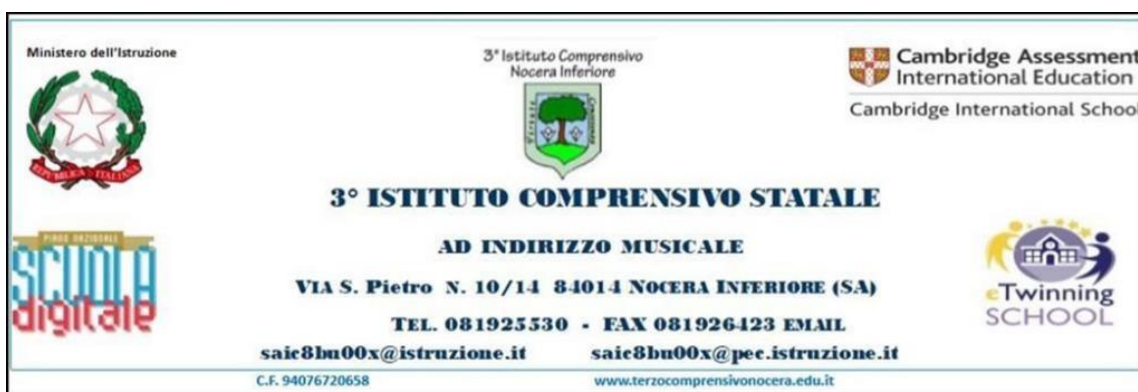 Ministero dell'Istruzione
REPVBBLICA ITALIANA
3° Istituto Comprensivo
Nocera Inferiore
Cambridge Assessment
International Education
Cambridge International School
3° ISTITUTO COMPRENSIVO STATALE
AD INDIRIZZO MUSICALE
VIA S. Pietro N. 10/14 84014 NOCERA INFERIORE (SA)
TEL. 081925530 - FAX 081926423 EMAIL
saic8bu00x@istruzione.it saic8bu00x@pec.istruzione.it
C.F. 94076720658 www.terzocomprensivonocera.edu.it
PIANO NAZIONALE
SCUOLA
digitale
eTwinning
SCHOOL